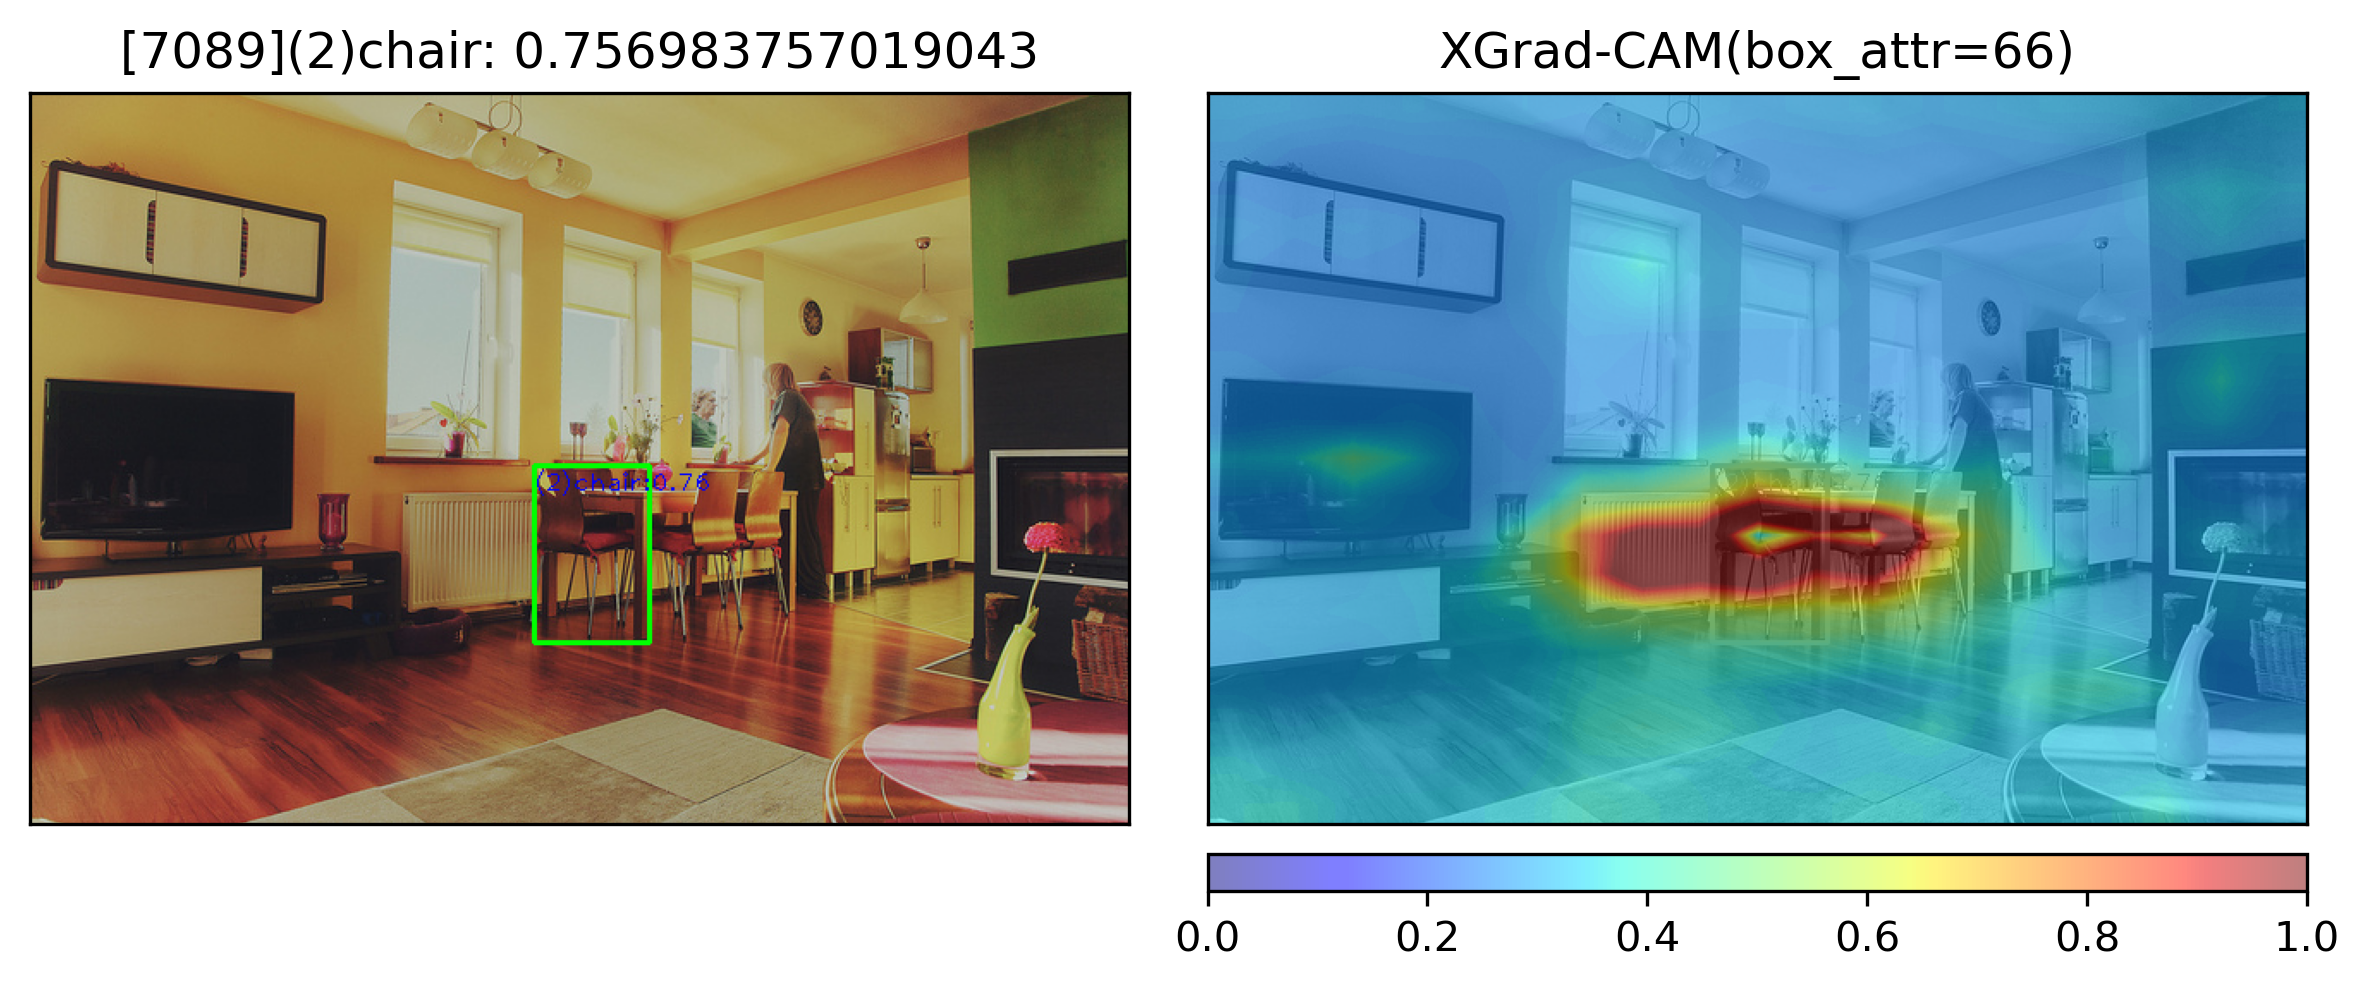 [7089](2)chair: 0.756983757019043
XGrad-CAM(box_attr=66)
(2)chair:0.76
0.0 0.2 0.4 0.6 0.8 1.0